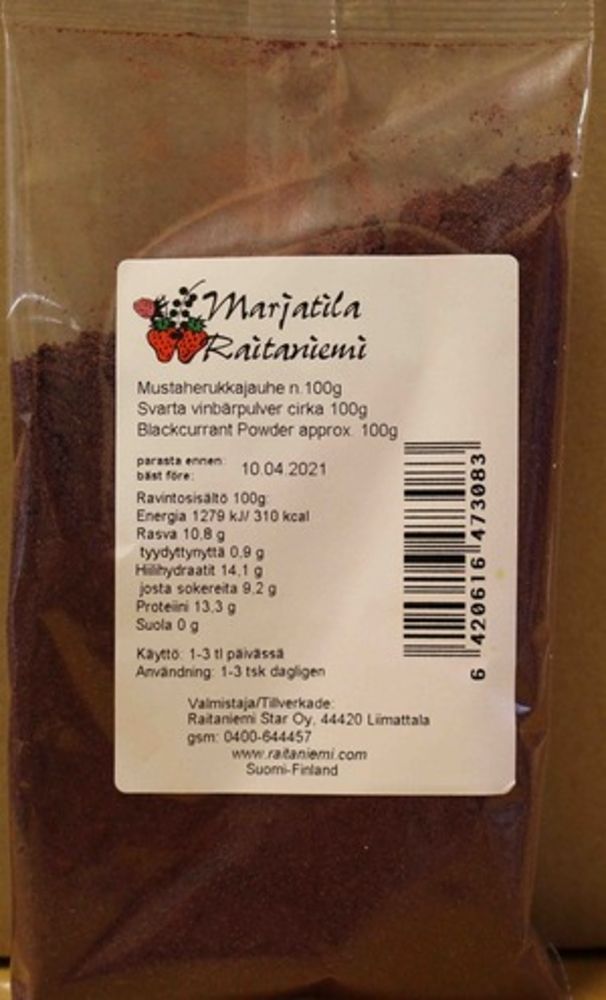 Marjatila
Raitaniemi
Mustaherukkajauhe n.100g
Svarta vinbärpulver cirka 100g
Blackcurrant Powder approx. 100g
parasta ennen: 10.04.2021
bäst före:
Ravintosisältö 100g:
Energia 1279 kJ/ 310 kcal
Rasva 10,8 g
tyydyttynyttä 0,9 g
Hiilihydraatit 14,1 g
josta sokereita 9,2 g
Proteiini 13,3 g
Suola 0 g
Käyttö: 1-3 tl päivässä
Användning: 1-3 tsk dagligen
Valmistaja/Tillverkade:
Raitaniemi Star Oy, 44420 Liimattala
gsm: 0400-644457
www.raitaniemi.com
Suomi-Finland
6 420616 473083